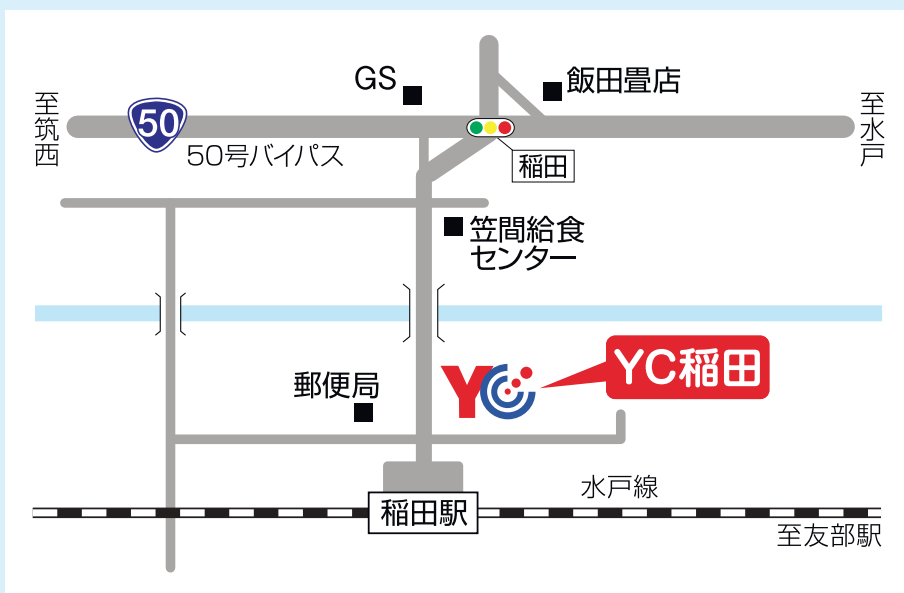 GS
飯田畳店
至筑西
50
50号バイパス
至水戸
稲田
笠間給食
センター
YC稲田
YC
郵便局
水戸線
稲田駅
至友部駅